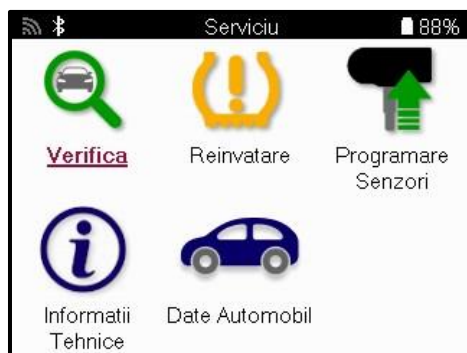 Serviciu 88%
Verifica Reinvatare Programare
Senzori
Informatii Date Automobil
Tehnice